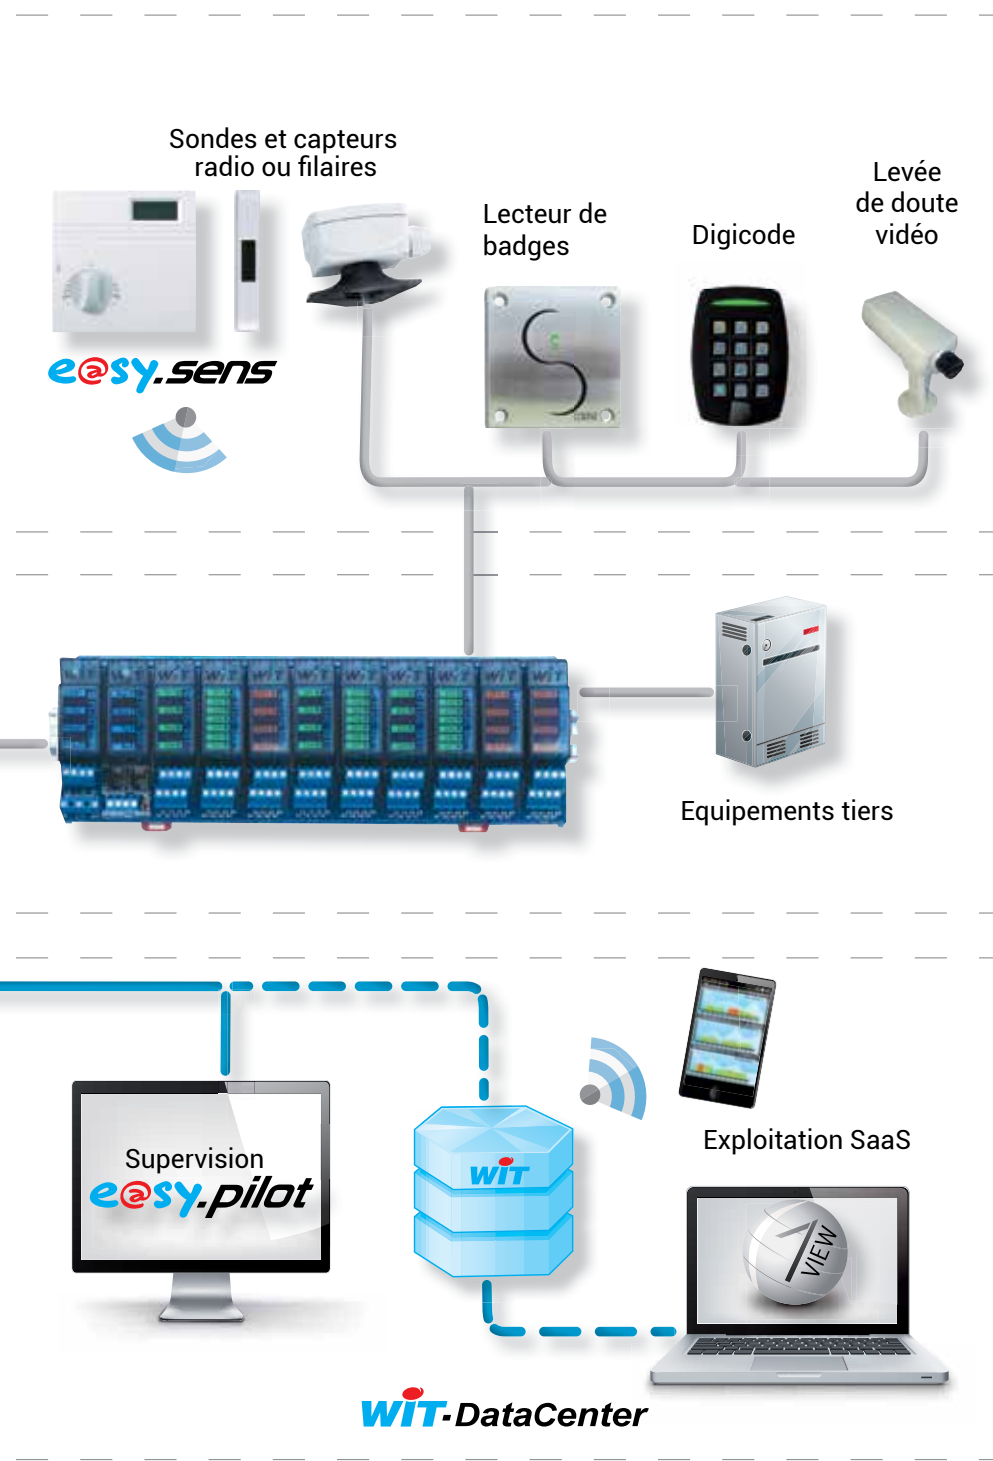 Sondes et capteurs
radio ou filaires
Lecteur de
badges
Digicode
Levée
de doute
vidéo
e@sy.sens
Equipements tiers
Supervision
e@sy.pilot
WiT
Exploitation SaaS
VIEW
WiT-DataCenter